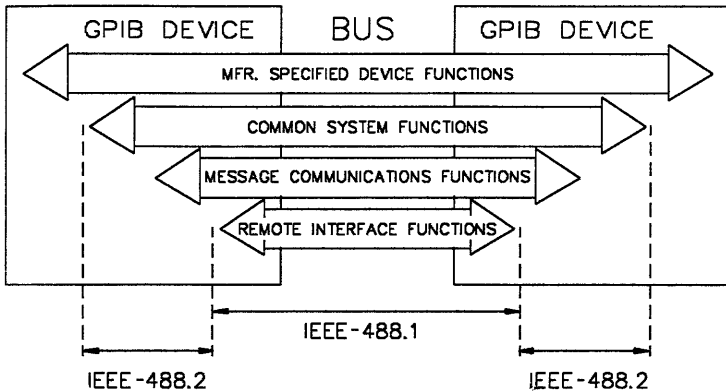 GPIB DEVICE BUS GPIB DEVICE
MFR. SPECIFIED DEVICE FUNCTIONS
COMMON SYSTEM FUNCTIONS
MESSAGE COMMUNICATIONS FUNCTIONS
REMOTE INTERFACE FUNCTIONS
IEEE-488.1
IEEE-488.2 IEEE-488.2